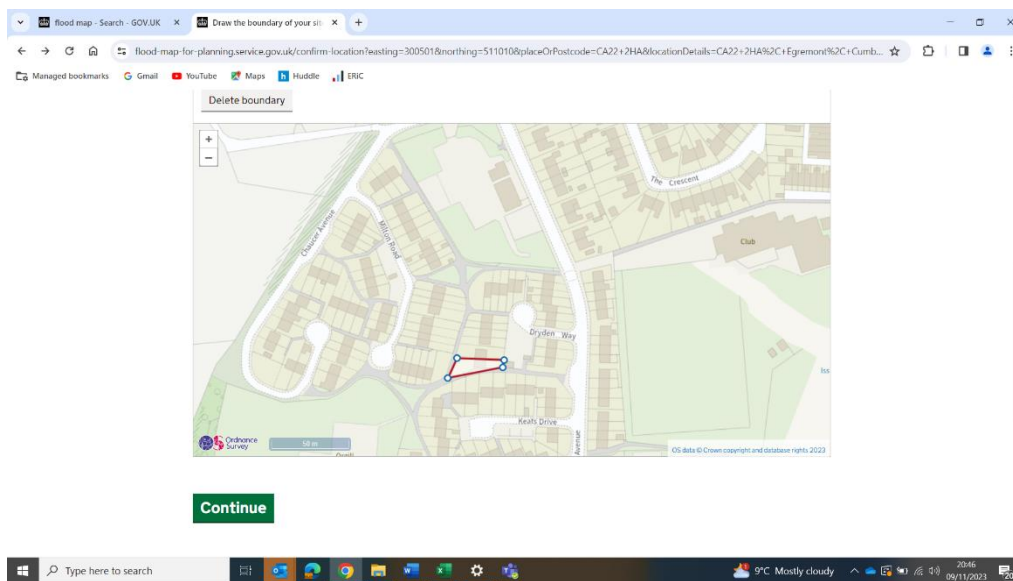 flood map - Search - GOV.UK
Draw the boundary of your sit
flood-map-for-planning.service.gov.uk/confirm-location?easting=300501&northing=511010&placeOrPostcode=CA22+2HA&locationDetails=CA22+2HA%2C+Egremont%2C+Cumb...
Managed bookmarks
Gmail
YouTube
Maps
Huddle
ERIC
Delete boundary
+
−
The Crescent
Chaucer Avenue
Milton Road
Club
Dryden Way
Iss
Keats Drive
Avenue
Ordnance
Survey
50 m
OS data © Crown copyright and database rights 2023
Continue
Type here to search
9°C Mostly cloudy
20:46
09/11/2023